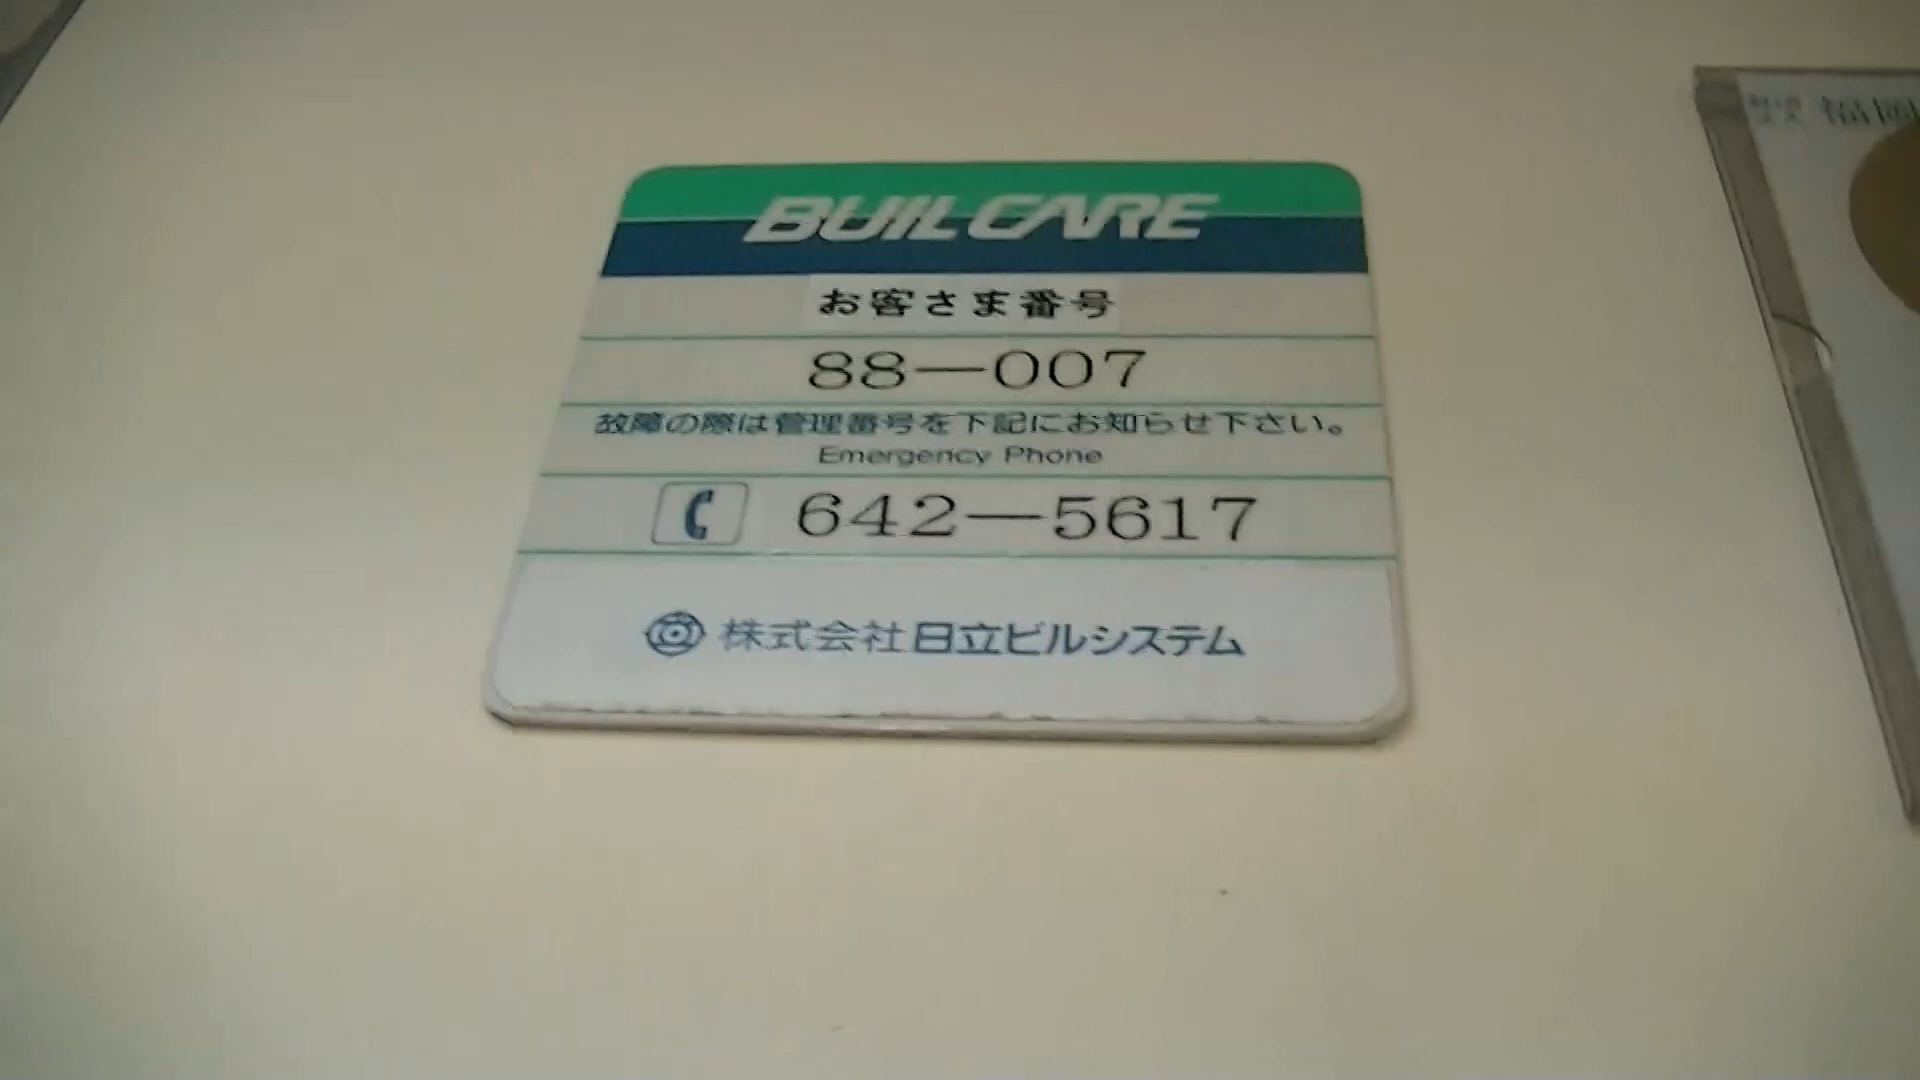 BUILCARE
お客さま番号
88-007
故障の際は管理番号を下記にお知らせ下さい。
Emergency Phone
642-5617
株式会社日立ビルシステム
福岡